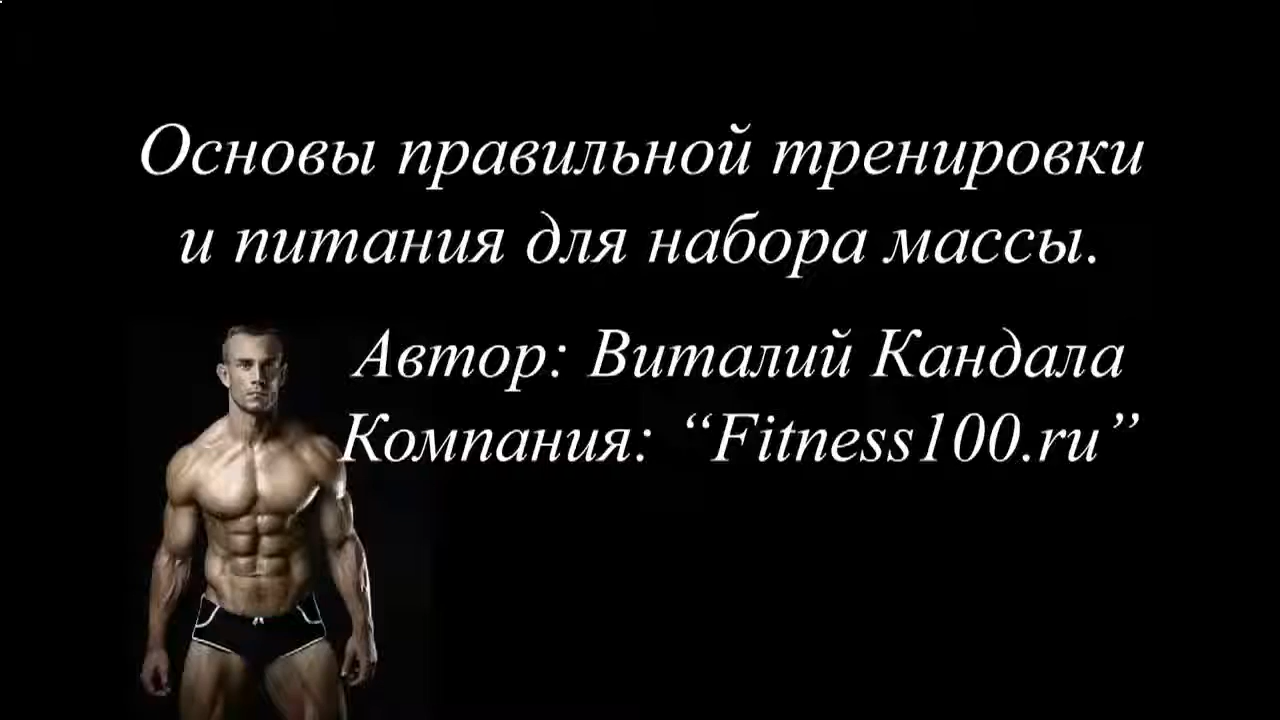 Основы правильной тренировки
и питания для набора массы.
Автор: Виталий Кандала
Компания: “Fitness100.ru”